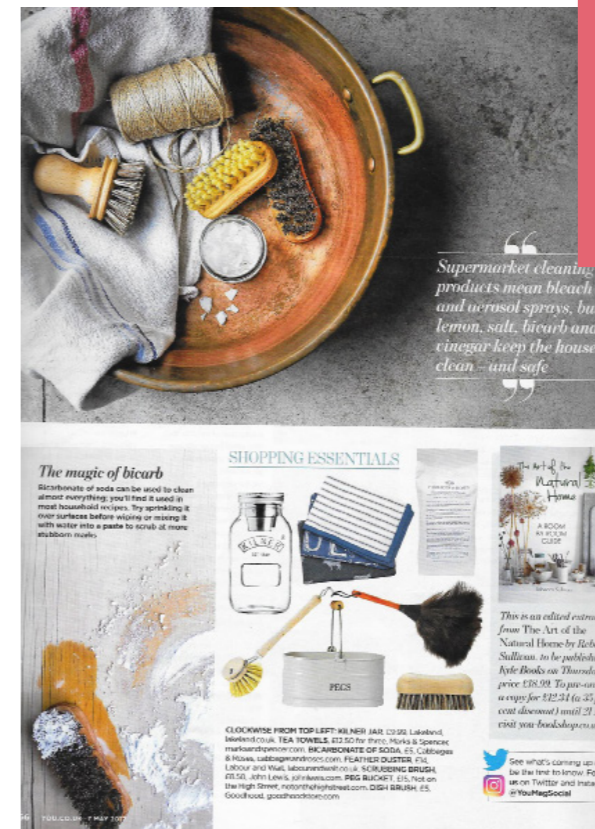 Supermarket cleaning
products mean bleach
and aerosol sprays, bu
lemon, salt, bicarb and
vinegar keep the house
clean – and safe
The magic of bicarb
Bicarbonate of soda can be used to clean
almost everything; you'll find it used in
most household recipes. Try sprinkling it
over surfaces before wiping or mixing it
with water into a paste to scrub at more
stubborn marks
SHOPPING ESSENTIALS
KILNER
PEGS
CLOCKWISE FROM TOP LEFT: KILNER JAR, £9.99, Lakeland,
lakeland.co.uk. TEA TOWELS, £12.50 for three, Marks & Spencer,
marksandspencer.com. BICARBONATE OF SODA, £5, Cabbages
& Roses, cabbagesandroses.com. FEATHER DUSTER, £14,
Labour and Wait, labourandwait.co.uk. SCRUBBING BRUSH,
£8.50, John Lewis, johnlewis.com. PEG BUCKET, £15, Not on
the High Street, notonthehighstreet.com. DISH BRUSH, £5,
Goodhood, goodhoodstore.com
The Art of the
Natural
Home
A ROOM
BY ROOM
GUIDE
This is an edited extra
from The Art of the
Natural Home by Reb
Sullivan, to be publish
Kyle Books on Thursda
price £18.99. To pre-or
a copy for £12.34 (a 35
cent discount) until 21
visit you-bookshop.co.u
See what's coming up
be the first to know. Fo
us on Twitter and Insta
@YouMagSocial
YOU.CO.UK • 7 MAY 2017